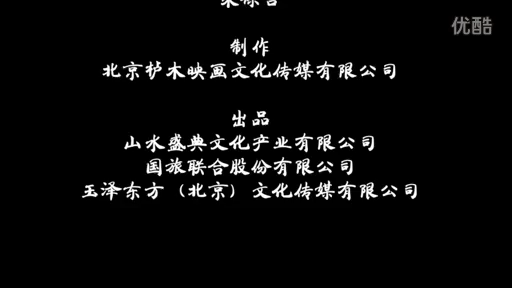 优酷
制作
北京栌木映画文化传媒有限公司
出品
山水盛典文化产业有限公司
国旅联合股份有限公司
玉泽东方（北京）文化传媒有限公司